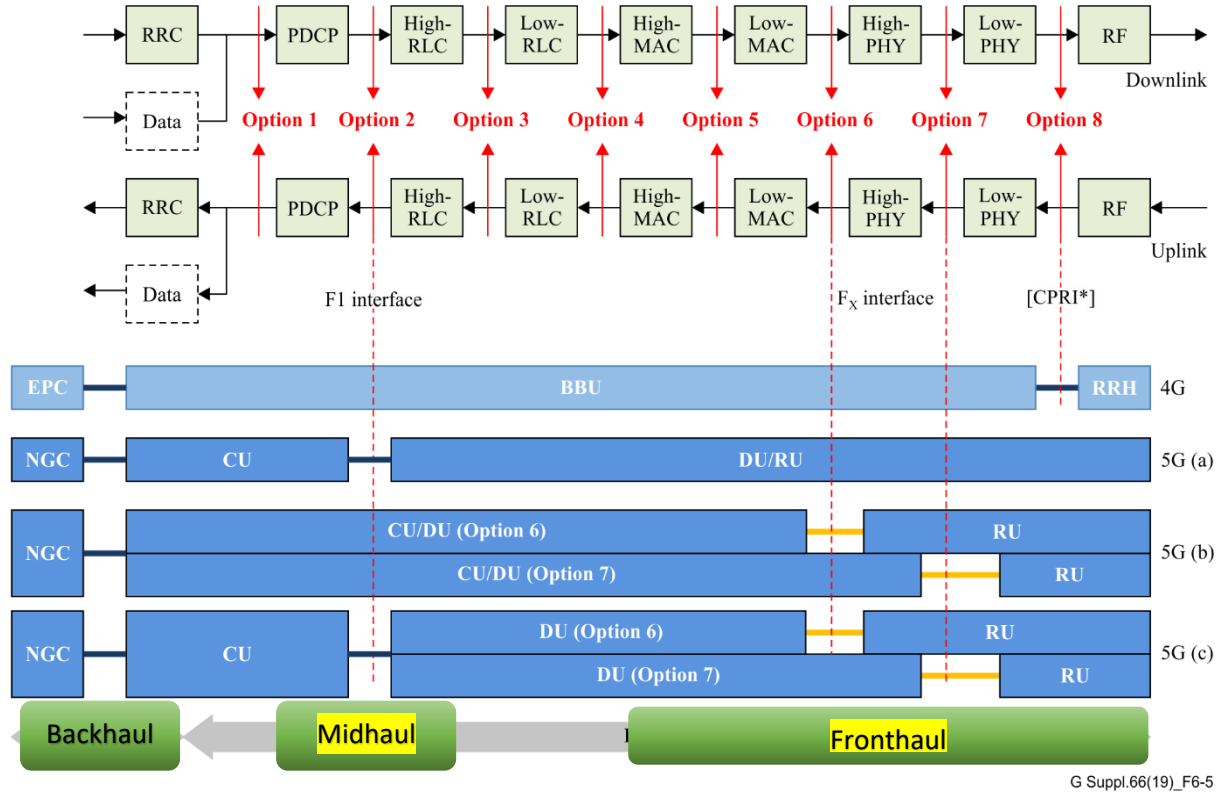 RRC
PDCP
High-
RLC
Low-
RLC
High-
MAC
Low-
MAC
High-
PHY
Low-
PHY
RF
Downlink
Data
Option 1
Option 2
Option 3
Option 4
Option 5
Option 6
Option 7
Option 8
RRC
PDCP
High-
RLC
Low-
RLC
High-
MAC
Low-
MAC
High-
PHY
Low-
PHY
RF
Uplink
Data
F1 interface
FX interface
[CPRI*]
EPC
BBU
RRH
4G
NGC
CU
DU/RU
5G (a)
NGC
CU/DU (Option 6)
RU
CU/DU (Option 7)
RU
5G (b)
NGC
CU
DU (Option 6)
RU
DU (Option 7)
RU
5G (c)
Backhaul
Midhaul
Fronthaul
G Suppl.66(19)_F6-5